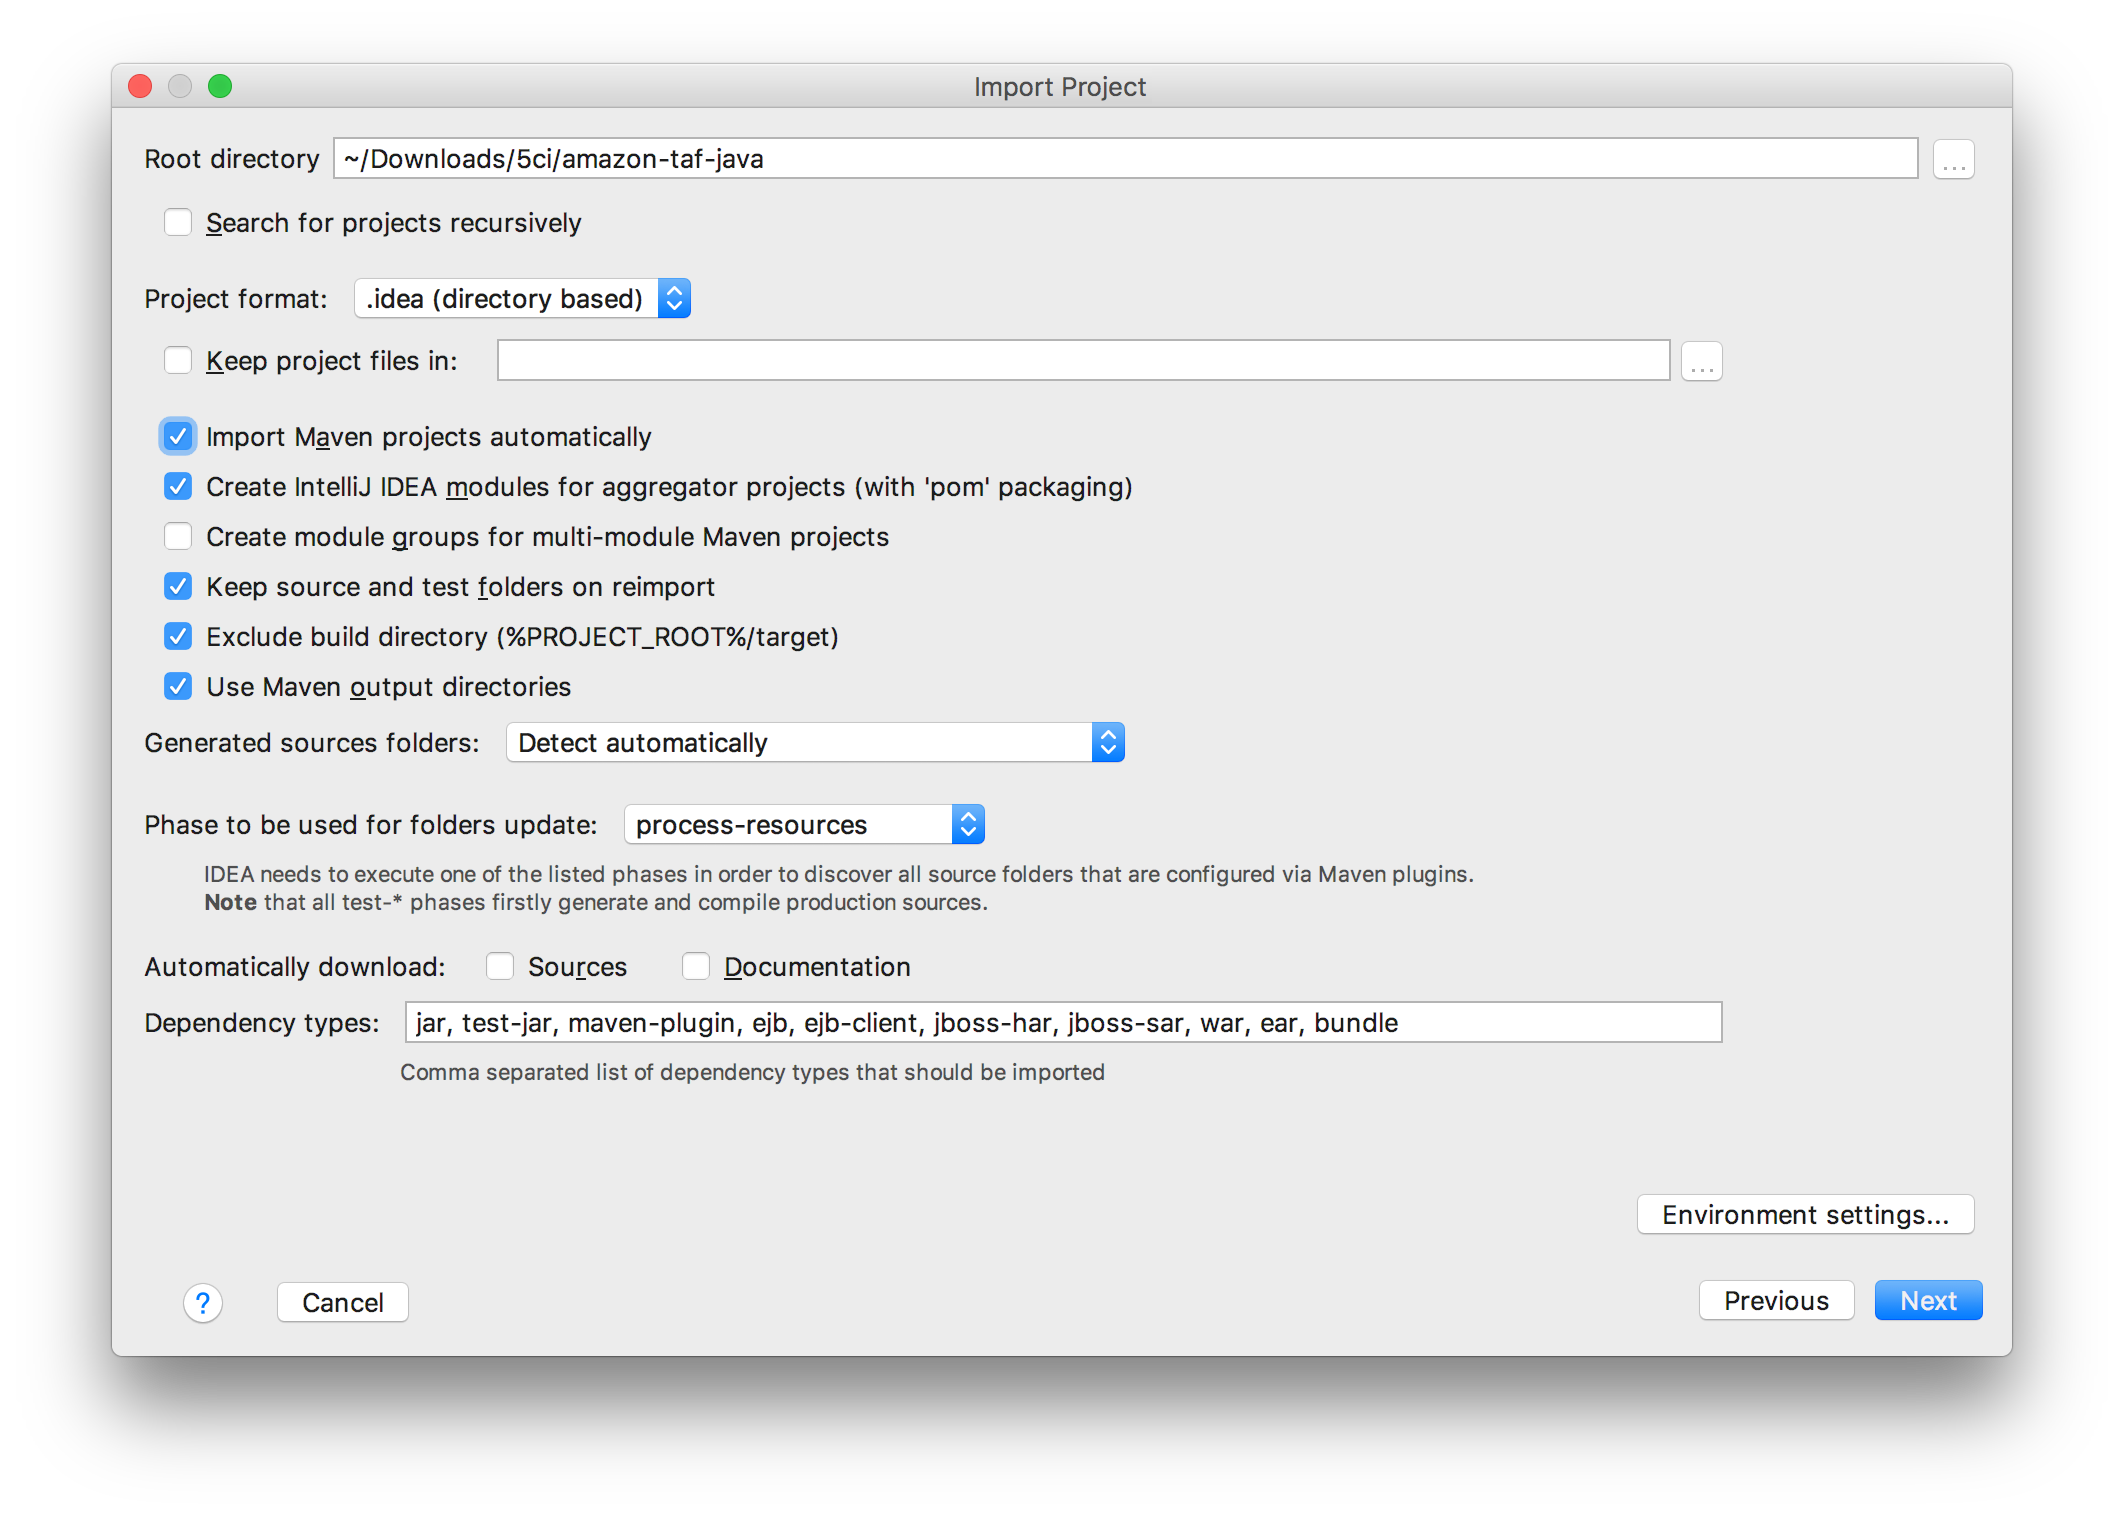 Import Project
Root directory ~/Downloads/5ci/amazon-taf-java ...
Search for projects recursively
Project format: .idea (directory based)
Keep project files in: ...
Import Maven projects automatically
Create IntelliJ IDEA modules for aggregator projects (with 'pom' packaging)
Create module groups for multi-module Maven projects
Keep source and test folders on reimport
Exclude build directory (%PROJECT_ROOT%/target)
Use Maven output directories
Generated sources folders: Detect automatically
Phase to be used for folders update: process-resources
IDEA needs to execute one of the listed phases in order to discover all source folders that are configured via Maven plugins.
Note that all test-* phases firstly generate and compile production sources.
Automatically download: Sources Documentation
Dependency types: jar, test-jar, maven-plugin, ejb, ejb-client, jboss-har, jboss-sar, war, ear, bundle
Comma separated list of dependency types that should be imported
Environment settings...
? Cancel Previous Next